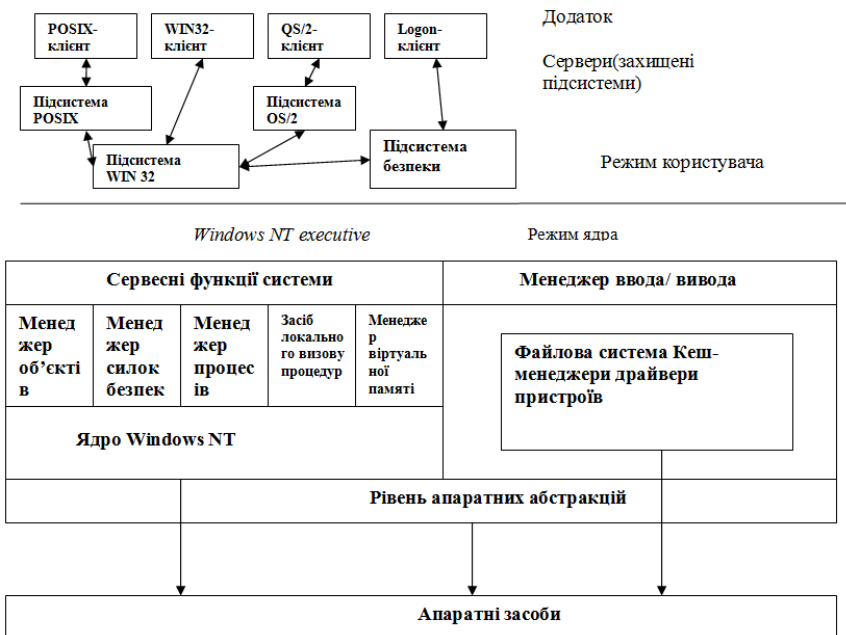 POSIX-
клієнт
WIN32-
клієнт
QS/2-
клієнт
Logon-
клієнт
Додаток
Сервери(захищені
підсистеми)
Підсистема
POSIX
Підсистема
OS/2
Підсистема
WIN 32
Підсистема
безпеки
Режим користувача
Windows NT executive
Режим ядра
Сервесні функції системи
Менеджер ввода/ вивода
Менед
жер
об’єкті
в
Менед
жер
силок
безпек
Менед
жер
процес
ів
Засіб
локально
го визову
процедур
Менедже
р
віртуаль
ної
памяті
Файлова система Кеш-
менеджери драйвери
пристроїв
Ядро Windows NT
Рівень апаратних абстракцій
Апаратні засоби